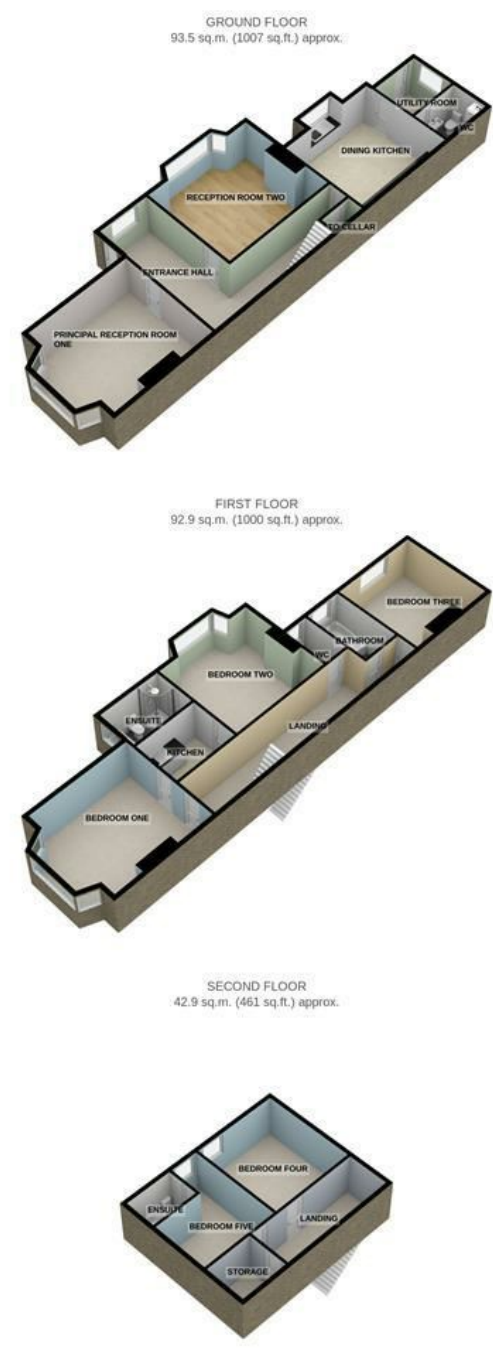 GROUND FLOOR
93.5 sq.m. (1007 sq.ft.) approx.
UTILITY ROOM
WC
DINING KITCHEN
RECEPTION ROOM TWO
TO CELLAR
ENTRANCE HALL
PRINCIPAL RECEPTION ROOM
ONE
FIRST FLOOR
92.9 sq.m. (1000 sq.ft.) approx.
BEDROOM THREE
BATHROOM
WC
BEDROOM TWO
ENSUITE
LANDING
KITCHEN
BEDROOM ONE
SECOND FLOOR
42.9 sq.m. (461 sq.ft.) approx.
BEDROOM FOUR
ENSUITE
LANDING
BEDROOM FIVE
STORAGE